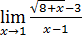 lim x→1 (√(8+x−3))/(x−1)